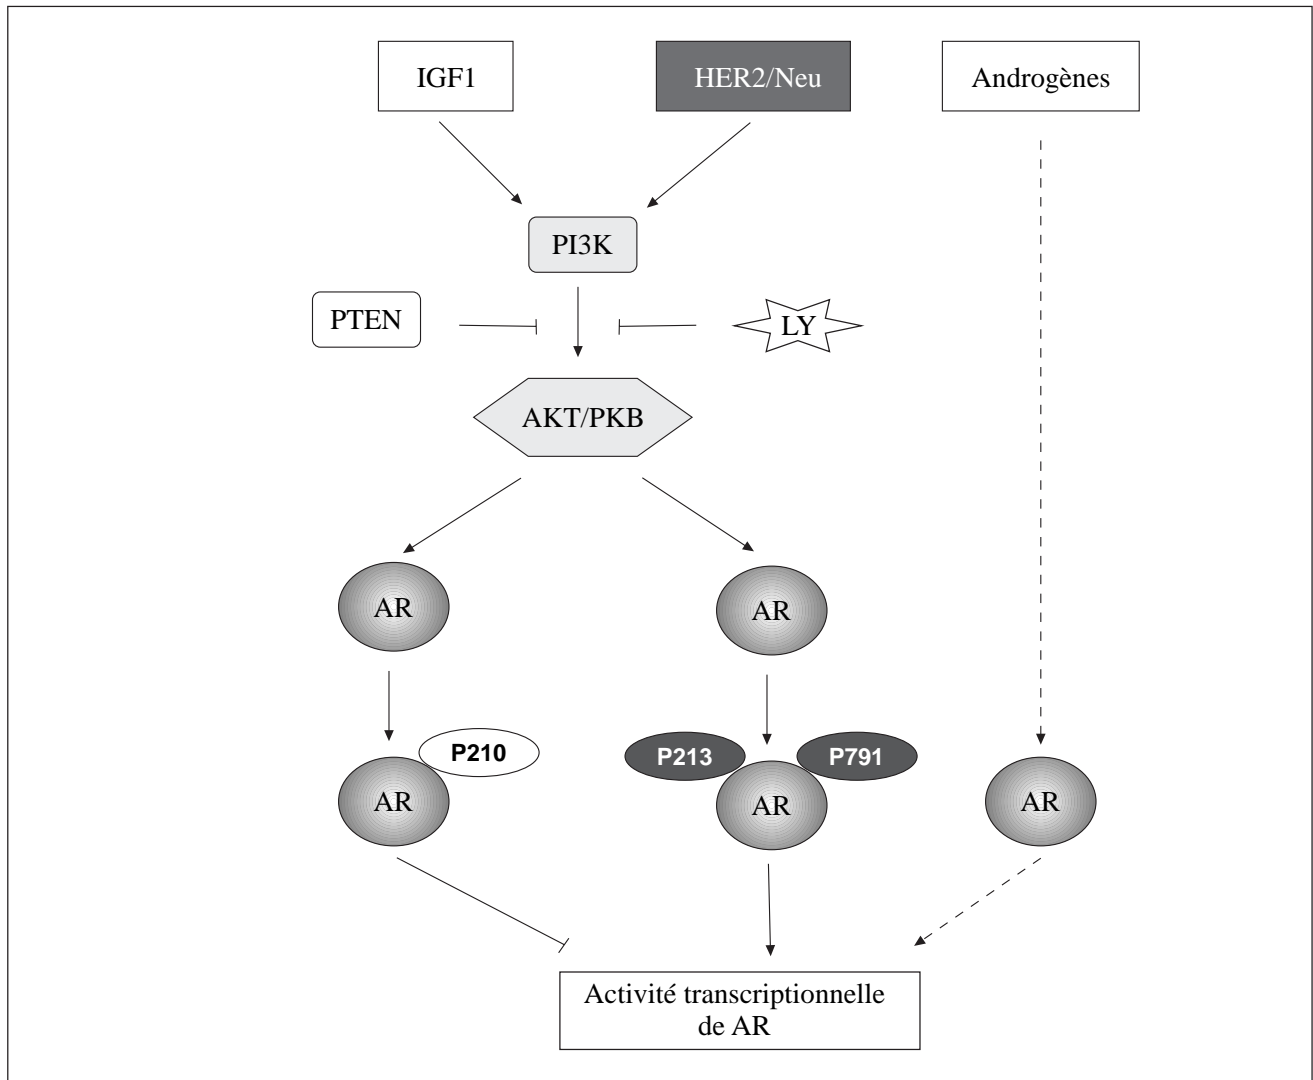 IGF1
HER2/Neu
Androgènes
PI3K
PTEN
LY
AKT/PKB
AR
AR
P210
P213
P791
AR
AR
AR
Activité transcriptionnelle
de AR